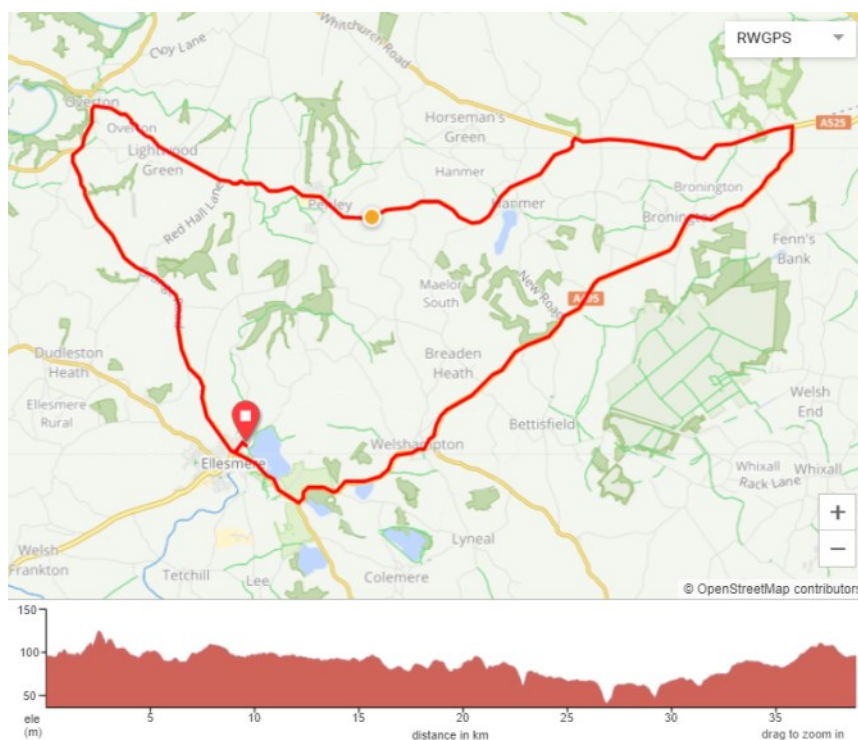 RWGPS
Whitchurch Road
Cloy Lane
Overton
A525
Horseman's
Green
Overton
Lightwood
Green
Hanmer
Bronington
Red Hall Lane
Penley
Hanmer
Bronington
Fenn's
Bank
Maelor
South
New Road
A495
Dudleston
Heath
Breaden
Heath
Ellesmere
Rural
Welsh
End
Bettisfield
Welshampton
Ellesmere
Whixall
Rack Lane
Whixall
+
Lyneal
−
Welsh
Frankton
Tetchill
Lee
Colemere
© OpenStreetMap contributors
150
100
50
ele
(m)
5
10
15
20
25
30
35
distance in km
drag to zoom in